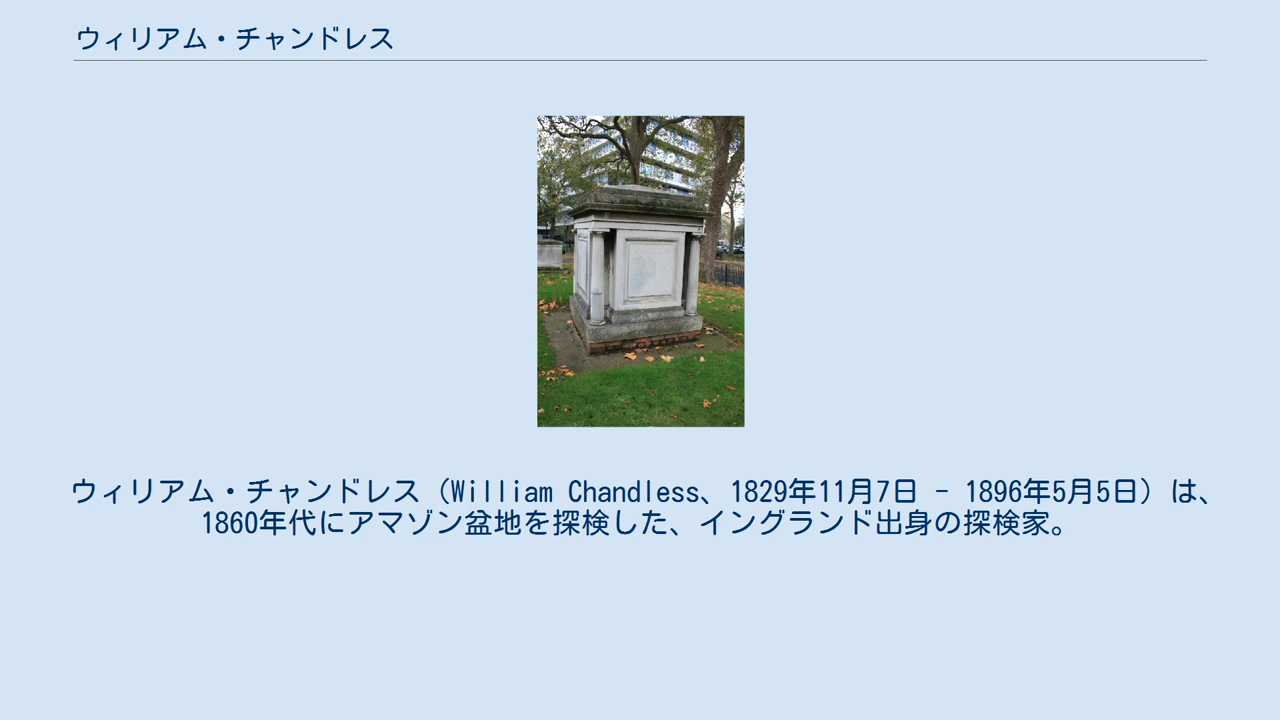 ウィリアム・チャンドレス
ウィリアム・チャンドレス（William Chandless、1829年11月7日 - 1896年5月5日）は、
1860年代にアマゾン盆地を探検した、イングランド出身の探検家。